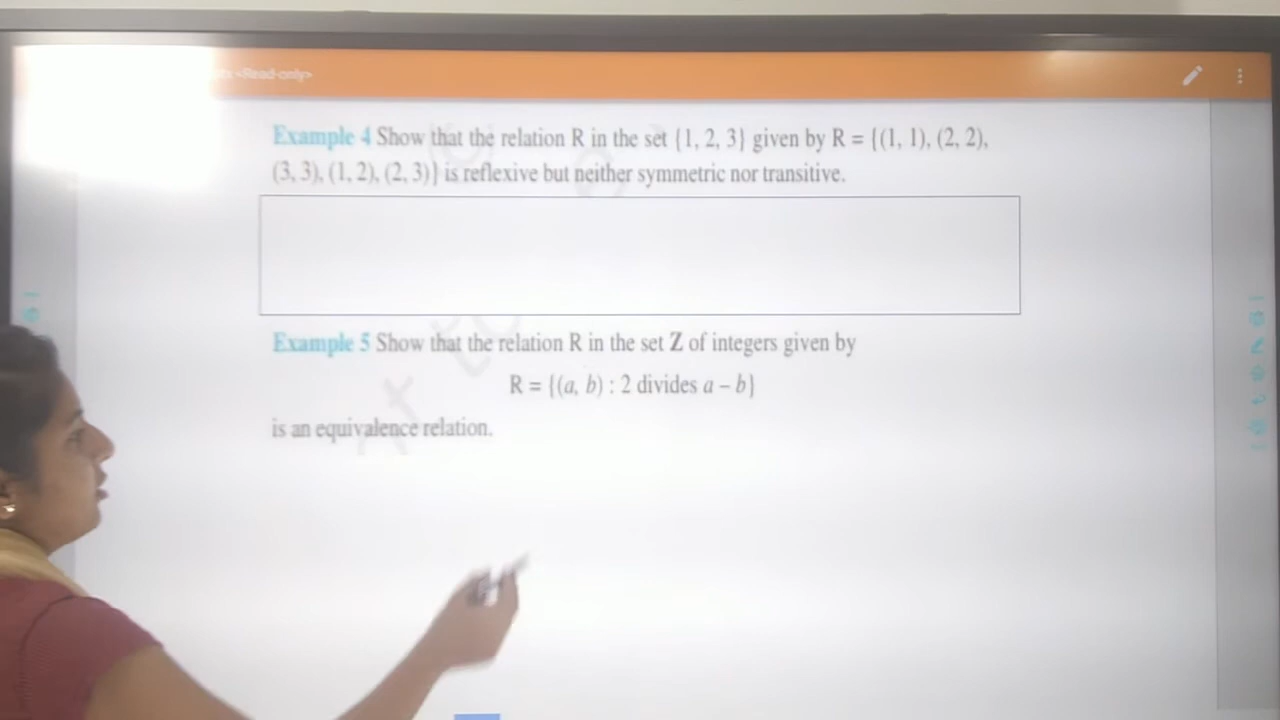 <Read-only>
Example 4 Show that the relation R in the set {1, 2, 3} given by R = {(1, 1), (2, 2),
(3, 3), (1, 2), (2, 3)} is reflexive but neither symmetric nor transitive.
Example 5 Show that the relation R in the set Z of integers given by
R = {(a, b) : 2 divides a – b}
is an equivalence relation.